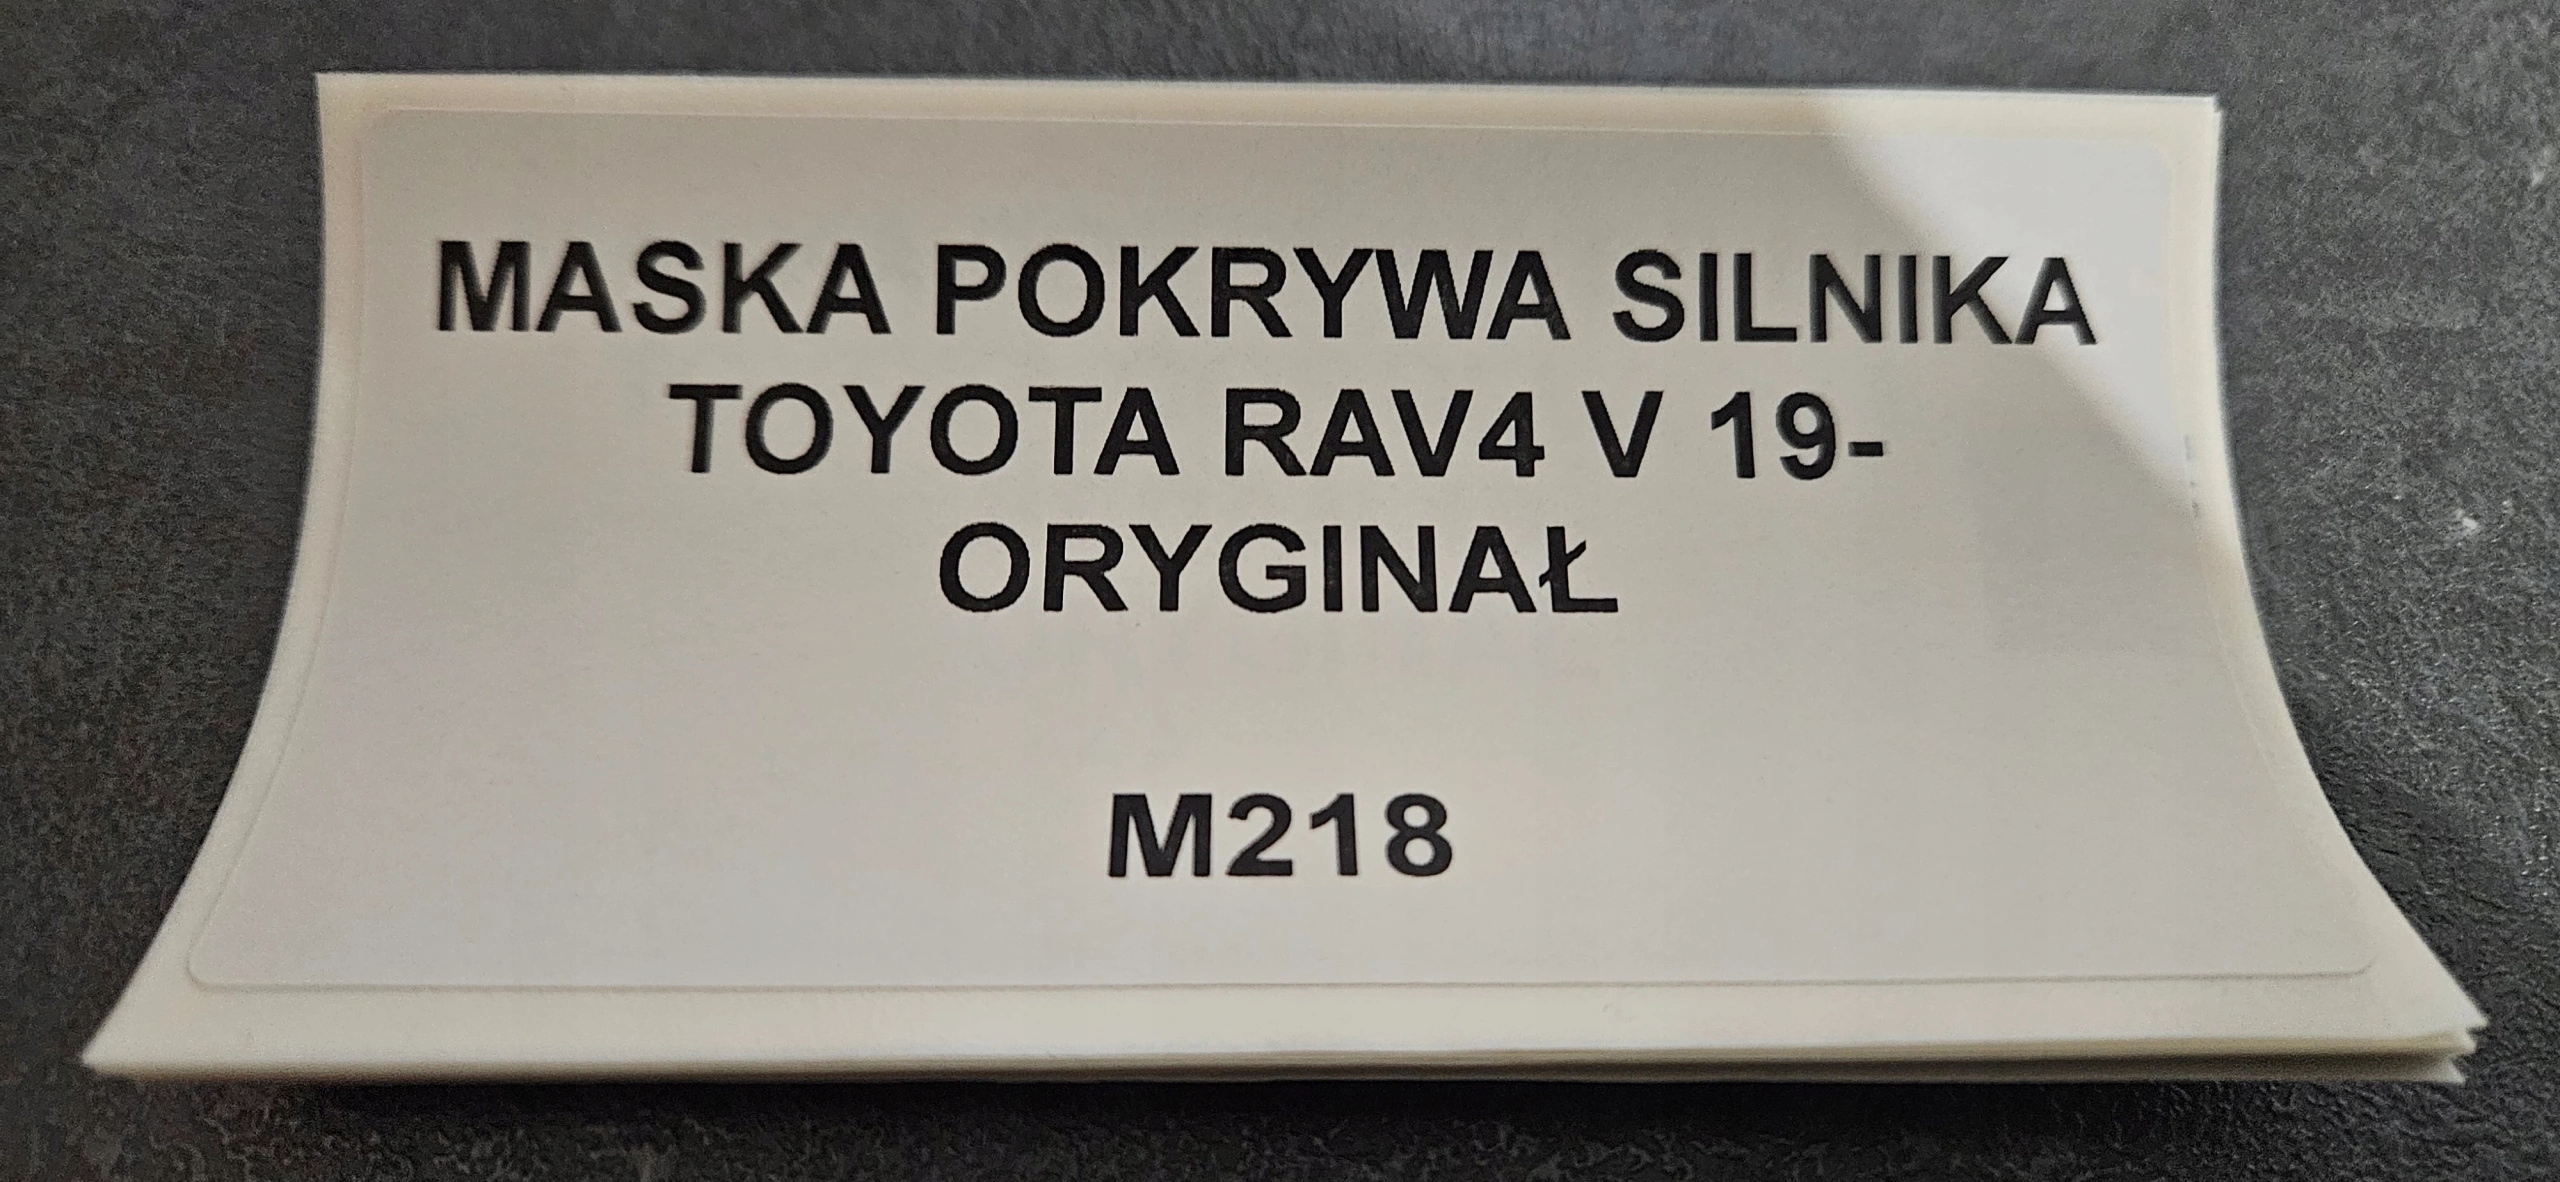 MASKA POKRYWA SILNIKA
TOYOTA RAV4 V 19-
ORYGINAŁ
M218